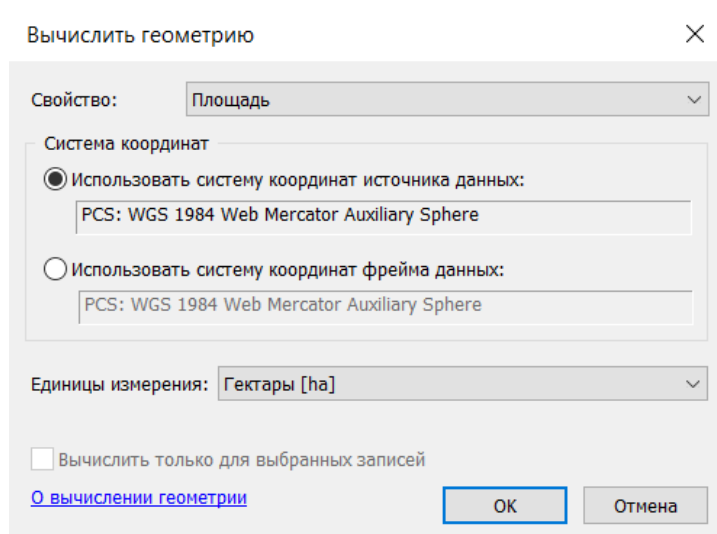 Вычислить геометрию
Свойство: Площадь
Система координат
Использовать систему координат источника данных:
PCS: WGS 1984 Web Mercator Auxiliary Sphere
Использовать систему координат фрейма данных:
PCS: WGS 1984 Web Mercator Auxiliary Sphere
Единицы измерения: Гектары [ha]
Вычислить только для выбранных записей
О вычислении геометрии
OK Отмена